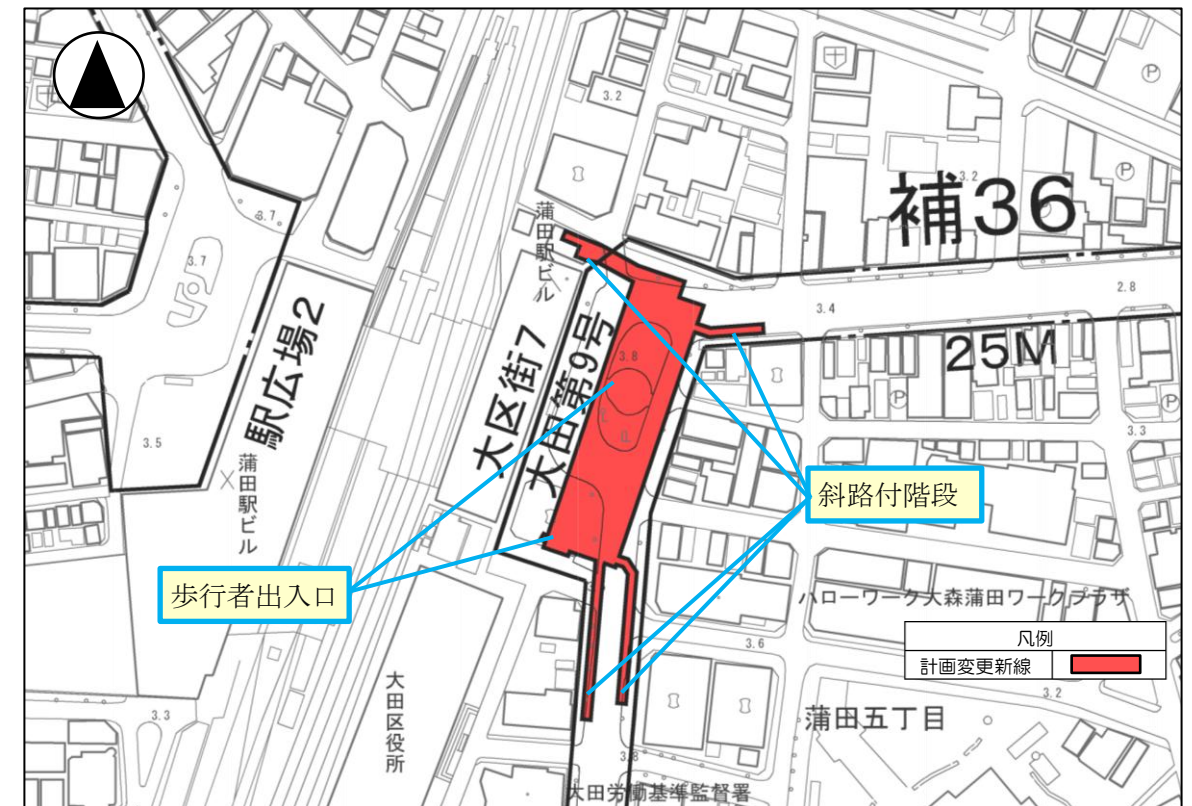 3.2
P
補36
3.2
P
3.7
3.7
蒲田駅ビル
2.8
3.4
駅広場2
大区街7
大田第9号
3.8
25M
P
3.5
3.3
蒲田駅ビル
斜路付階段
歩行者出入口
ハローワーク大森蒲田ワークプラザ
3.6
凡例
計画変更新線
3.2
3.3
大田区役所
蒲田五丁目
3.8
大田労働基準監督署